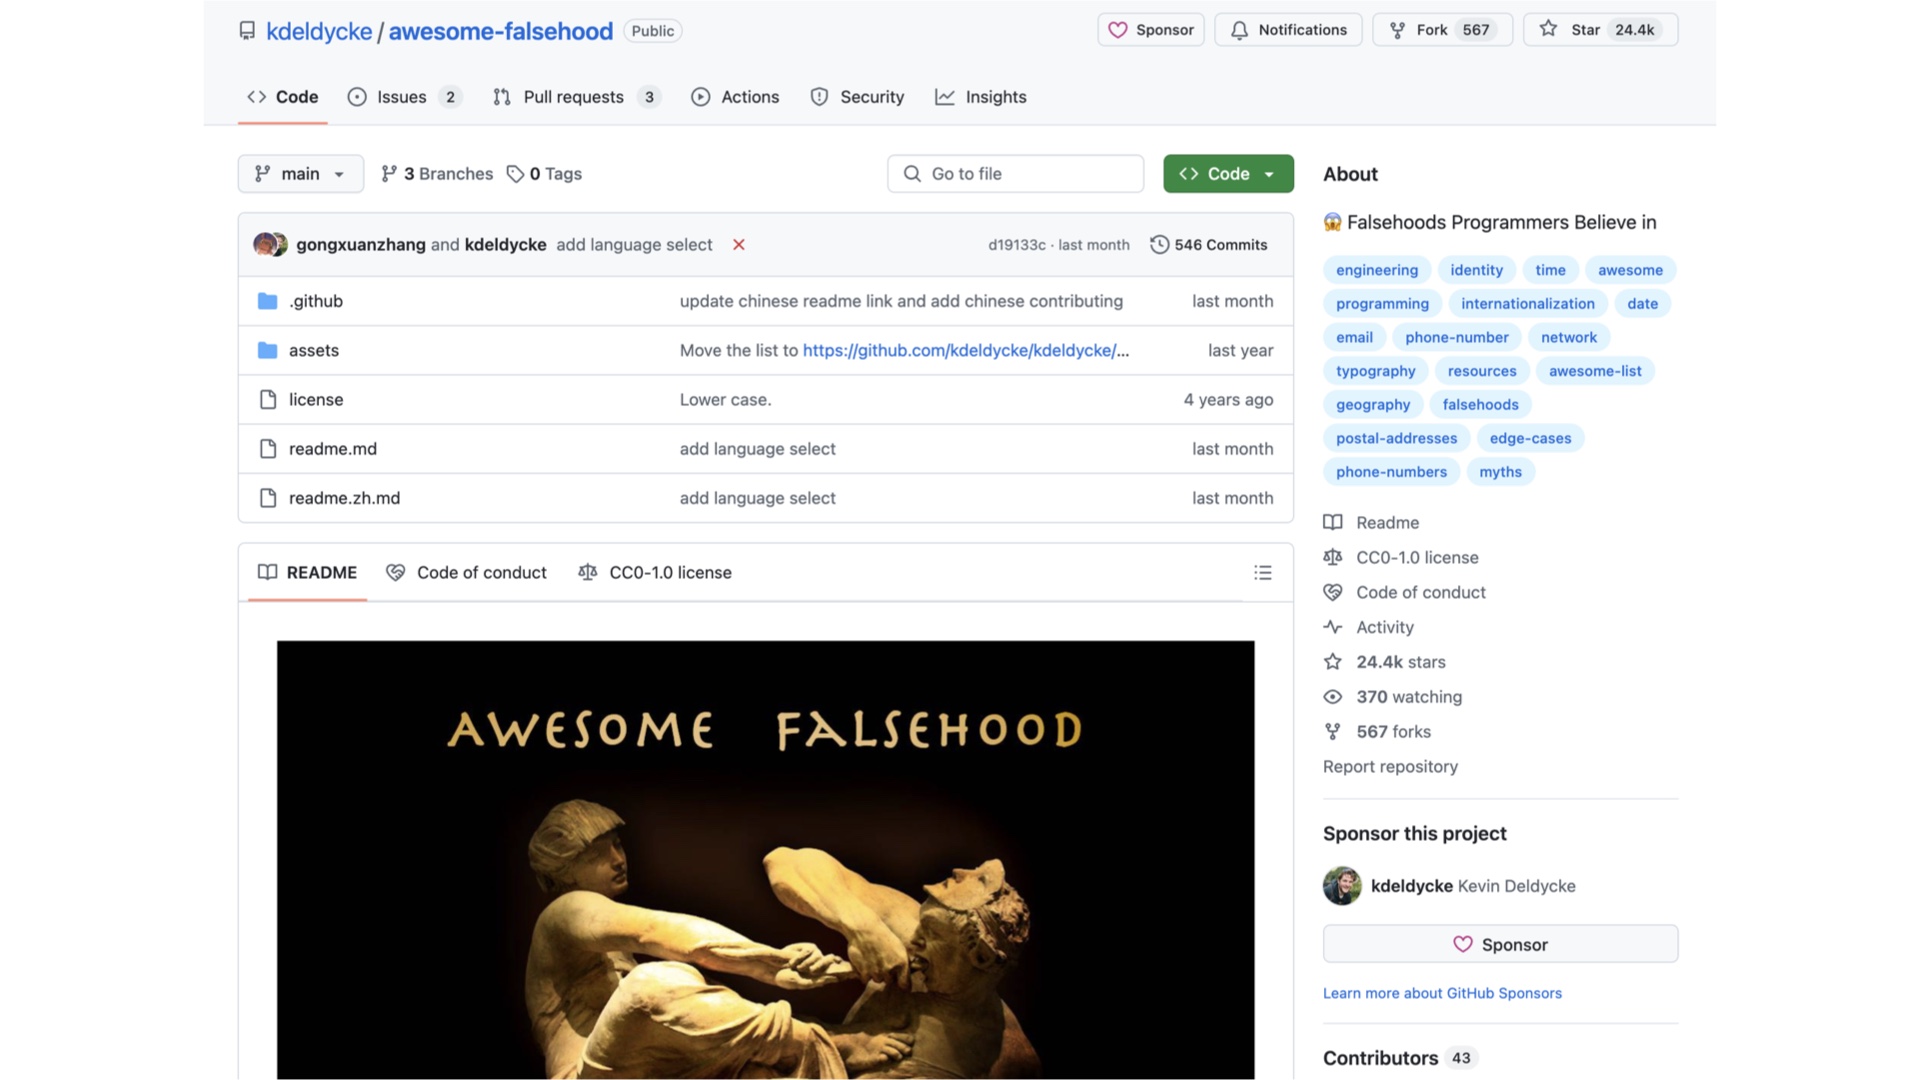 kdeldycke / awesome-falsehood Public
Sponsor Notifications Fork 567 Star 24.4k
Code Issues 2 Pull requests 3 Actions Security Insights
main 3 Branches 0 Tags Go to file Code
gongxuanzhang and kdeldycke add language select d19133c · last month 546 Commits
.github update chinese readme link and add chinese contributing last month
assets Move the list to https://github.com/kdeldycke/kdeldycke/... last year
license Lower case. 4 years ago
readme.md add language select last month
readme.zh.md add language select last month
README Code of conduct CC0-1.0 license
AWESOME FALSEHOOD
About
😱 Falsehoods Programmers Believe in
engineering identity time awesome
programming internationalization date
email phone-number network
typography resources awesome-list
geography falsehoods
postal-addresses edge-cases
phone-numbers myths
Readme
CC0-1.0 license
Code of conduct
Activity
24.4k stars
370 watching
567 forks
Report repository
Sponsor this project
kdeldycke Kevin Deldycke
Sponsor
Learn more about GitHub Sponsors
Contributors 43